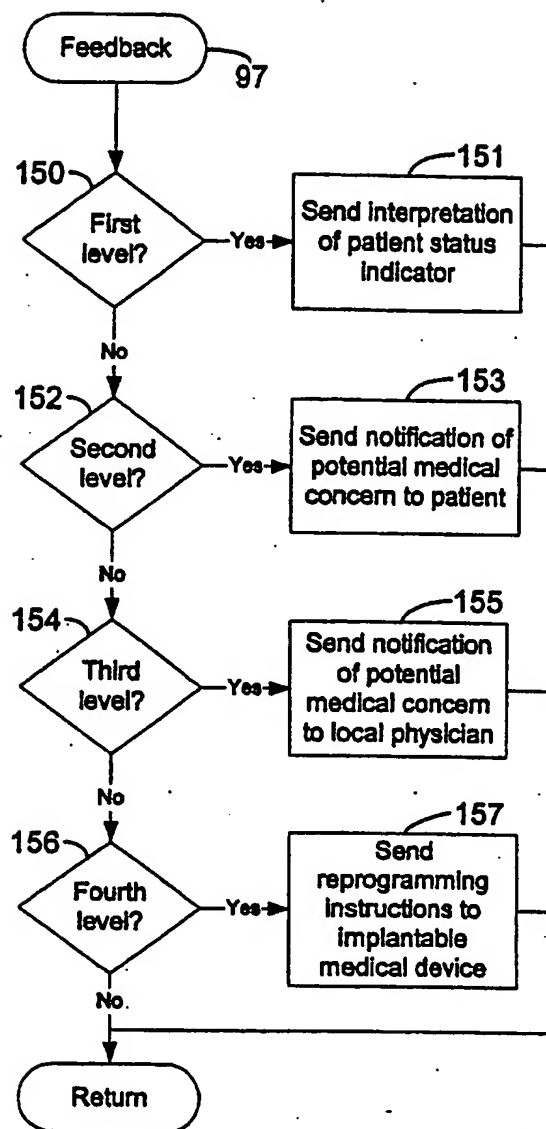 Feedback
97
150
First
level?
Yes
151
Send interpretation
of patient status
indicator
No
152
Second
level?
Yes
153
Send notification of
potential medical
concern to patient
No
154
Third
level?
Yes
155
Send notification
of potential
medical concern
to local physician
No
156
Fourth
level?
Yes
157
Send
reprogramming
instructions to
implantable
medical device
No
Return